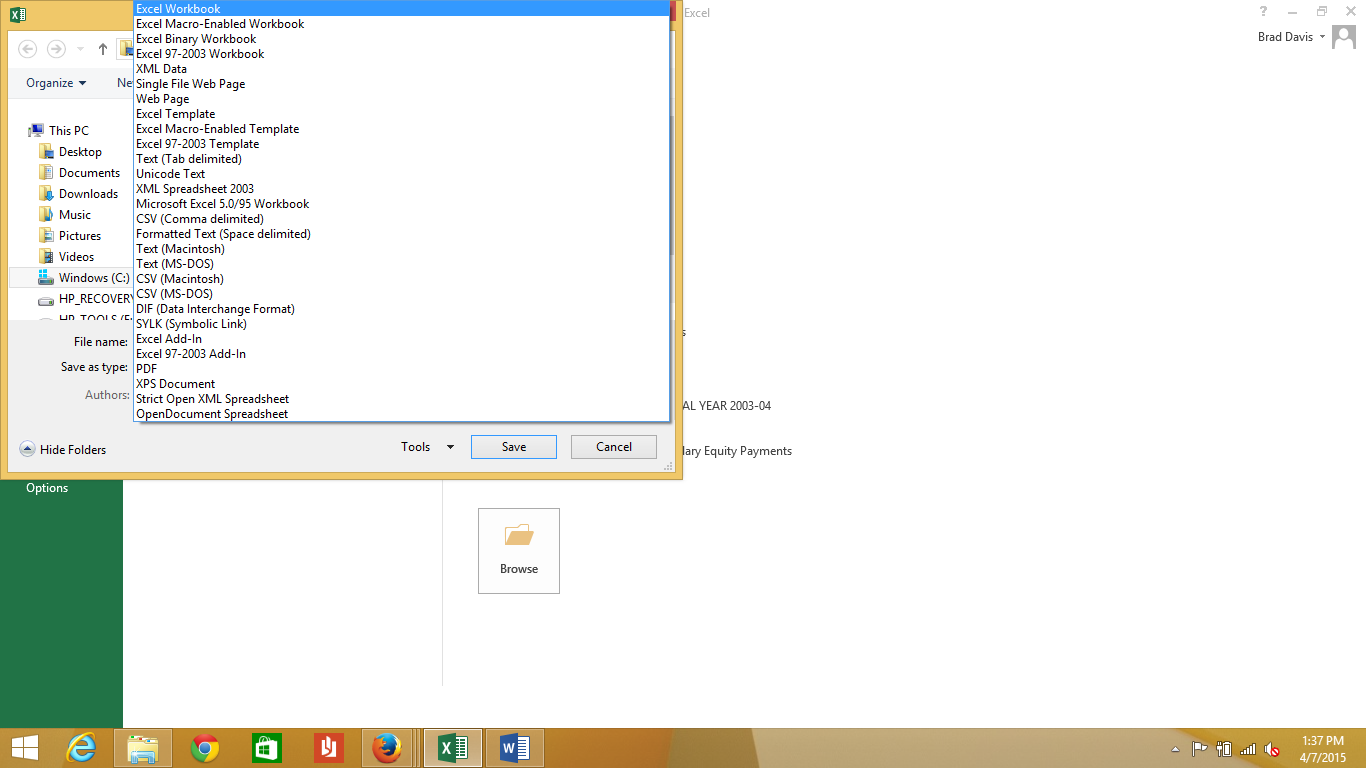 Excel
Brad Davis
Organize
Ne
This PC
Desktop
Documents
Downloads
Music
Pictures
Videos
Windows (C:)
HP_RECOVERY
HP_TOOLS (E:
Excel Workbook
Excel Macro-Enabled Workbook
Excel Binary Workbook
Excel 97-2003 Workbook
XML Data
Single File Web Page
Web Page
Excel Template
Excel Macro-Enabled Template
Excel 97-2003 Template
Text (Tab delimited)
Unicode Text
XML Spreadsheet 2003
Microsoft Excel 5.0/95 Workbook
CSV (Comma delimited)
Formatted Text (Space delimited)
Text (Macintosh)
Text (MS-DOS)
CSV (Macintosh)
CSV (MS-DOS)
DIF (Data Interchange Format)
SYLK (Symbolic Link)
Excel Add-In
Excel 97-2003 Add-In
PDF
XPS Document
Strict Open XML Spreadsheet
OpenDocument Spreadsheet
File name:
Save as type:
Authors:
Hide Folders
Tools
Save
Cancel
s
AL YEAR 2003-04
lary Equity Payments
Options
Browse
1:37 PM
4/7/2015